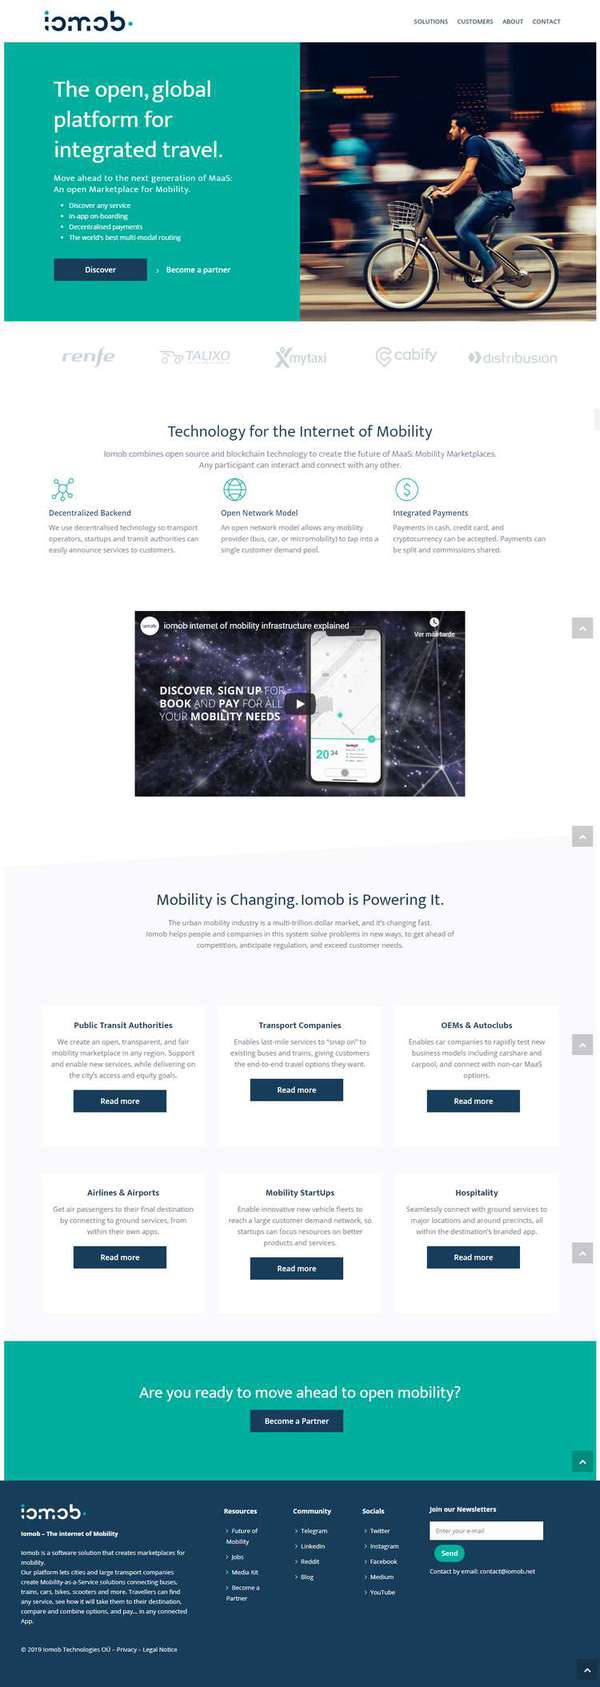 iomob
SOLUTIONS CUSTOMERS ABOUT CONTACT
The open, global
platform for
integrated travel.
Move ahead to the next generation of MaaS:
An open Marketplace for Mobility.
Discover any service
In-app on-boarding
Decentralised payments
The world's best multi-modal routing
Discover
Become a partner
renfe TALIXO mytaxi cabify distribusion
Technology for the Internet of Mobility
Iomob combines open source and blockchain technology to create the future of MaaS: Mobility Marketplaces.
Any participant can interact and connect with any other.
Decentralized Backend
We use decentralised technology so transport
operators, startups and transit authorities can
easily announce services to customers.
Open Network Model
An open network model allows any mobility
provider (bus, car, or micromobility) to tap into a
single customer demand pool.
Integrated Payments
Payments in cash, credit card, and
cryptocurrency can be accepted. Payments can
be split and commissions shared.
iomob
iomob internet of mobility infrastructure explained
Ver más tarde
DISCOVER, SIGN UP FOR,
BOOK AND PAY FOR ALL
YOUR MOBILITY NEEDS
20 34
Mobility is Changing. Iomob is Powering It.
The urban mobility industry is a multi-trillion dollar market, and it's changing fast.
Iomob helps people and companies in this system solve problems in new ways, to get ahead of
competition, anticipate regulation, and exceed customer needs.
Public Transit Authorities
We create an open, transparent, and fair
mobility marketplace in any region. Support
and enable new services, while delivering on
the city's access and equity goals.
Read more
Transport Companies
Enables last-mile services to "snap on" to
existing buses and trains, giving customers
the end-to-end travel options they want.
Read more
OEMs & Autoclubs
Enables car companies to rapidly test new
business models including carshare and
carpool, and connect with non-car MaaS
options.
Read more
Airlines & Airports
Get air passengers to their final destination
by connecting to ground services, from
within their own apps.
Read more
Mobility StartUps
Enable innovative new vehicle fleets to
reach a large customer demand network, so
startups can focus resources on better
products and services.
Read more
Hospitality
Seamlessly connect with ground services to
major locations and around precincts, all
within the destination's branded app.
Read more
Are you ready to move ahead to open mobility?
Become a Partner
iomob
Iomob – The internet of Mobility
Iomob is a software solution that creates marketplaces for
mobility.
Our platform lets cities and large transport companies
create Mobility-as-a-Service solutions connecting buses,
trains, cars, bikes, scooters and more. Travellers can find
any service, see how it will take them to their destination,
compare and combine options, and pay... in any connected
App.
© 2019 Iomob Technologies OÜ – Privacy – Legal Notice
Resources
Future of
Mobility
Jobs
Media Kit
Become a
Partner
Community
Telegram
Linkedin
Reddit
Blog
Socials
Twitter
Instagram
Facebook
Medium
YouTube
Join our Newsletters
Enter your e-mail
Send
Contact by email: contact@iomob.net